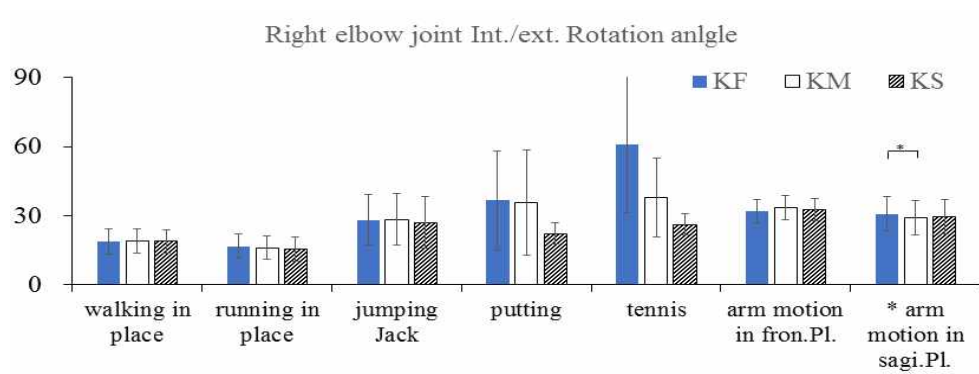 Right elbow joint Int./ext. Rotation anlgle
90
60
30
0
KF KM KS
*
walking in place
running in place
jumping Jack
putting
tennis
arm motion in fron.Pl.
* arm motion in sagi.Pl.